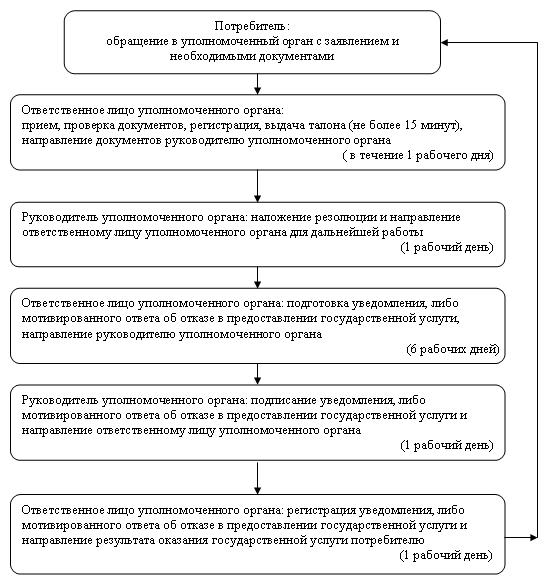 Потребитель:
обращение в уполномоченный орган с заявлением и
необходимыми документами
Ответственное лицо уполномоченного органа:
прием, проверка документов, регистрация, выдача талона (не более 15 минут),
направление документов руководителю уполномоченного органа
( в течение 1 рабочего дня)
Руководитель уполномоченного органа: наложение резолюции и направление
ответственному лицу уполномоченного органа для дальнейшей работы
(1 рабочий день)
Ответственное лицо уполномоченного органа: подготовка уведомления, либо
мотивированного ответа об отказе в предоставлении государственной услуги,
направление руководителю уполномоченного органа
(6 рабочих дней)
Руководитель уполномоченного органа: подписание уведомления, либо
мотивированного ответа об отказе в предоставлении государственной услуги и
направление ответственному лицу уполномоченного органа
(1 рабочий день)
Ответственное лицо уполномоченного органа: регистрация уведомления, либо
мотивированного ответа об отказе в предоставлении государственной услуги и
направление результата оказания государственной услуги потребителю
(1 рабочий день)